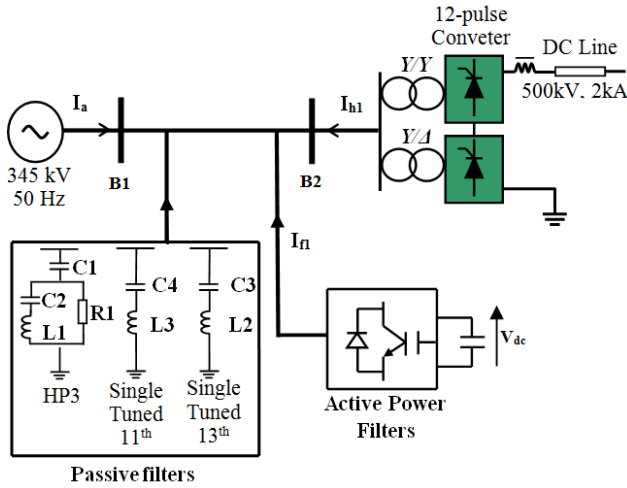 12-pulse
Conveter
DC Line
500kV, 2kA
Y/Y
Y/Δ
Ia
Ih1
B1
B2
345 kV
50 Hz
If1
C1
C2
R1
L1
HP3
C4
L3
Single
Tuned
11th
C3
L2
Single
Tuned
13th
Passive filters
Vdc
Active Power
Filters